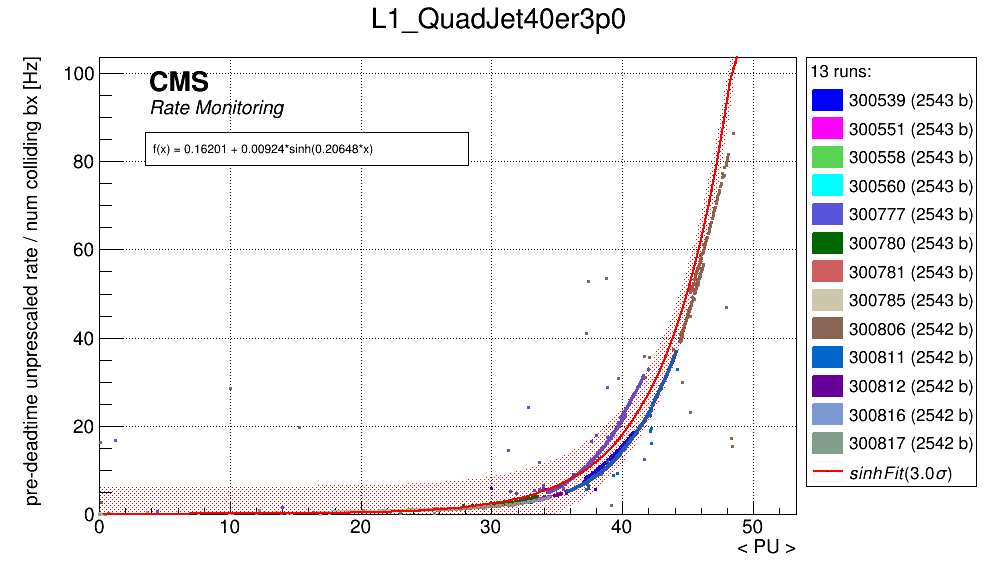 L1_QuadJet40er3p0
pre-deadtime unprescaled rate / num colliding bx [Hz]
100
80
60
40
20
0
CMS
Rate Monitoring
f(x) = 0.16201 + 0.00924*sinh(0.20648*x)
0 10 20 30 40 50
< PU >
13 runs:
300539 (2543 b)
300551 (2543 b)
300558 (2543 b)
300560 (2543 b)
300777 (2543 b)
300780 (2543 b)
300781 (2543 b)
300785 (2543 b)
300806 (2542 b)
300811 (2542 b)
300812 (2542 b)
300816 (2542 b)
300817 (2542 b)
sinhFit(3.0σ)